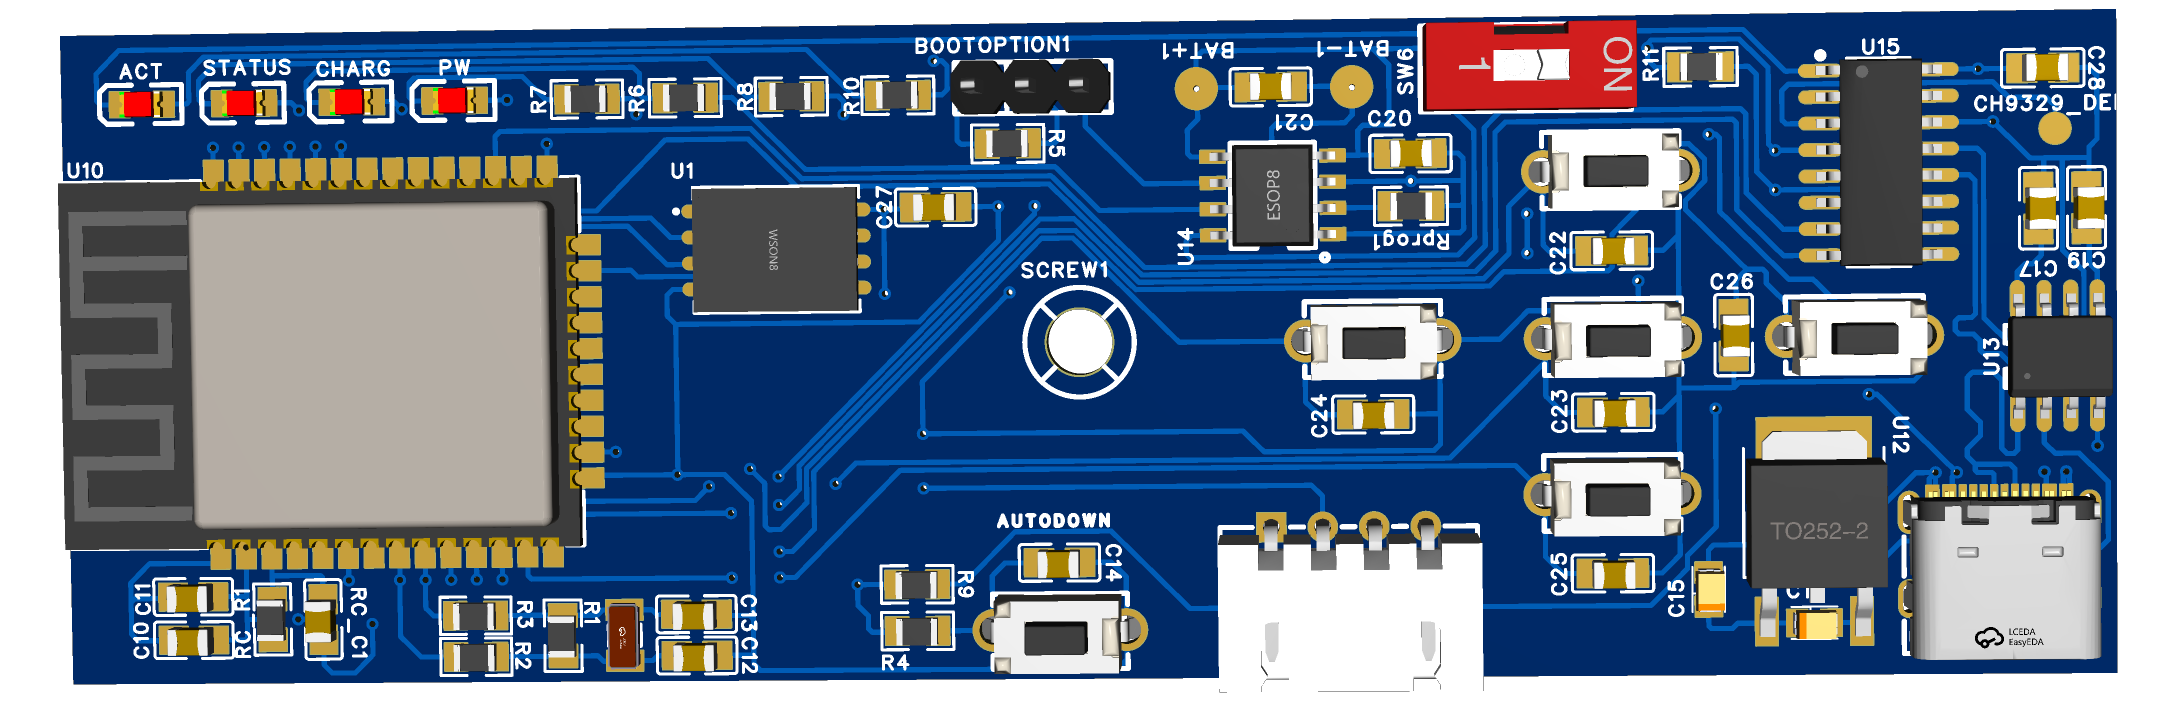 BOOTOPTION1
ACT
STATUS
CHARG
PW
R7
R6
R8
R10
R5
BAT+1
BAT-1
C21
C20
SW6
1
ON
U15
C28
CH9329_DE
U10
U1
WSON8
C27
U14
ESOP8
Rprog1
C22
C17
C19
SCREW1
C26
U13
C24
C23
U12
TO252-2
AUTODOWN
C14
C25
C15
C11
C10
R1
RC
RC_C1
R3
R2
R1
C13
C12
R9
R4
LCEDA
EasyEDA